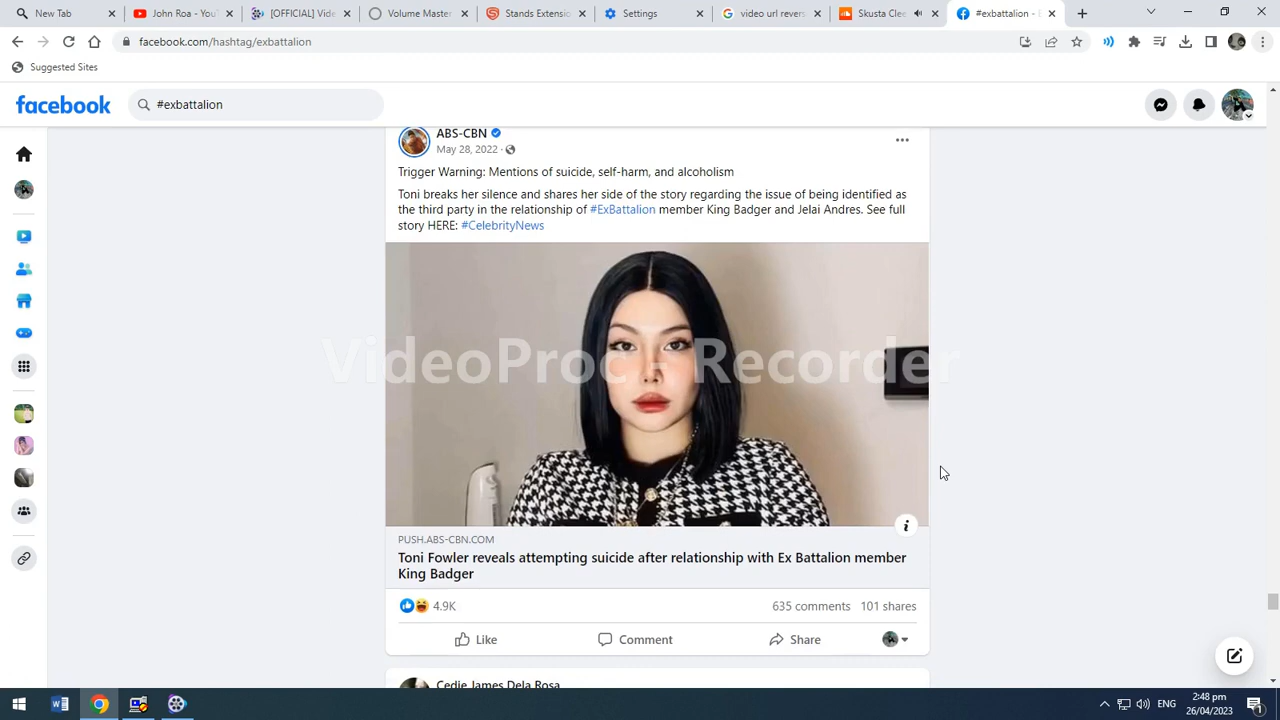 New Tab
John Roa - YouT
[OFFICIAL] Vide
Volume Master
Stands Extensio
Settings
video url revers
Skusta Clee
#exbattalion - E
facebook.com/hashtag/exbattalion
Suggested Sites
facebook
#exbattalion
ABS-CBN
May 28, 2022 ·
Trigger Warning: Mentions of suicide, self-harm, and alcoholism
Toni breaks her silence and shares her side of the story regarding the issue of being identified as
the third party in the relationship of #ExBattalion member King Badger and Jelai Andres. See full
story HERE: #CelebrityNews
VideoProc - Recorder
PUSH.ABS-CBN.COM
Toni Fowler reveals attempting suicide after relationship with Ex Battalion member
King Badger
4.9K
635 comments
101 shares
Like
Comment
Share
Cedie James Dela Rosa
ENG
2:48 pm
26/04/2023
1